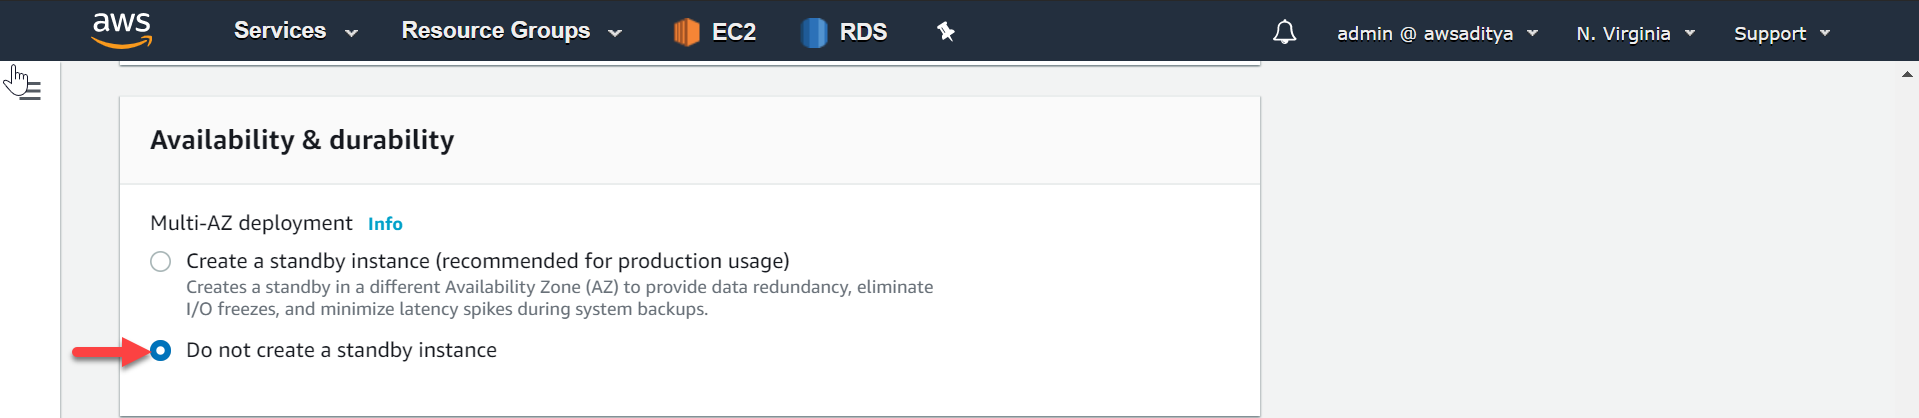 aws Services Resource Groups EC2 RDS admin @ awsaditya N. Virginia Support
Availability & durability
Multi-AZ deployment Info
Create a standby instance (recommended for production usage)
Creates a standby in a different Availability Zone (AZ) to provide data redundancy, eliminate
I/O freezes, and minimize latency spikes during system backups.
Do not create a standby instance